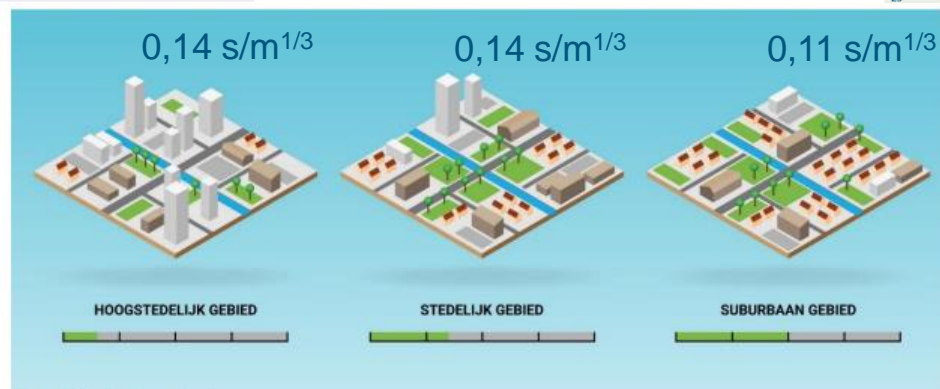 0,14 s/m1/3 0,14 s/m1/3 0,11 s/m1/3
HOOGSTEDELIJK GEBIED STEDELIJK GEBIED SUBURBAAN GEBIED